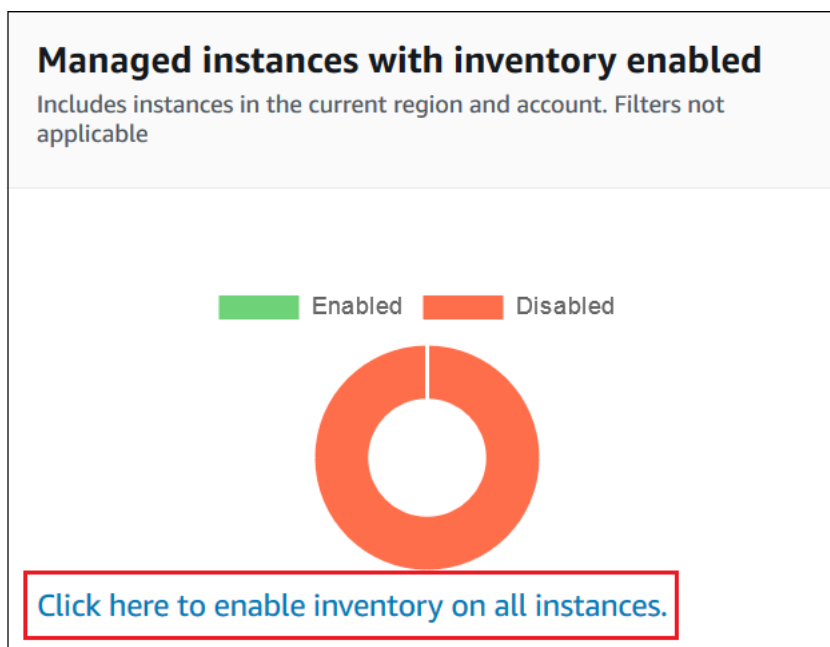 Managed instances with inventory enabled
Includes instances in the current region and account. Filters not
applicable
Enabled Disabled
Click here to enable inventory on all instances.